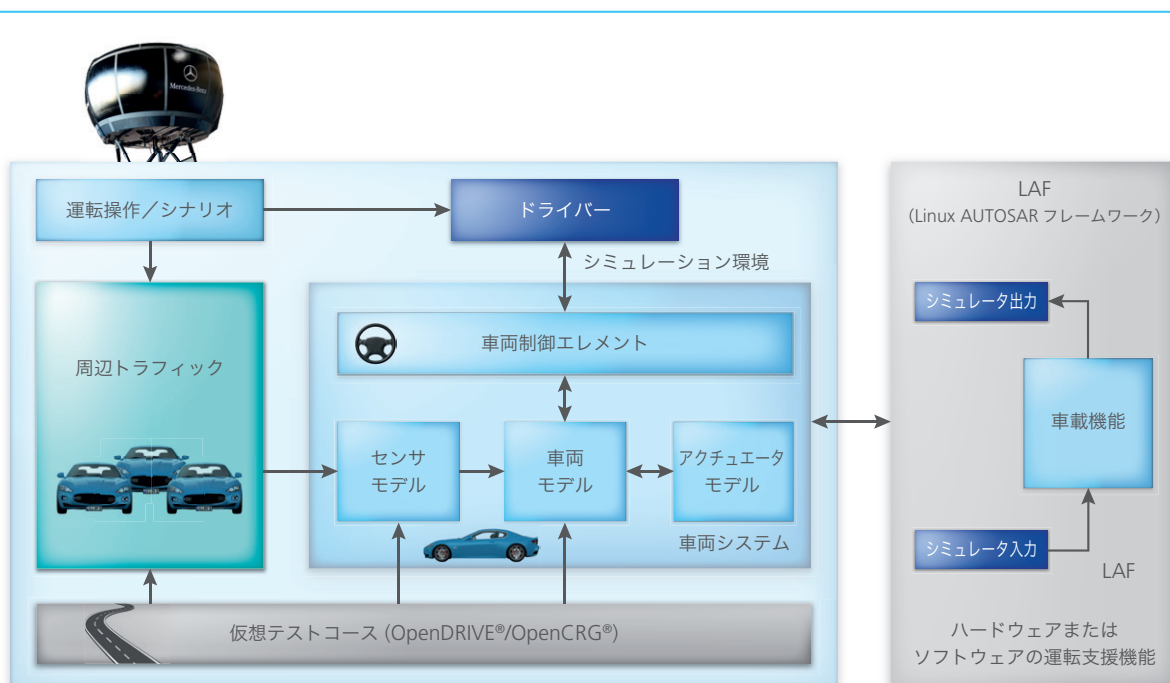 Mercedes-Benz
運転操作／シナリオ
ドライバー
シミュレーション環境
周辺トラフィック
車両制御エレメント
センサ
モデル
車両
モデル
アクチュエータ
モデル
車両システム
仮想テストコース (OpenDRIVE®/OpenCRG®)
LAF
(Linux AUTOSAR フレームワーク)
シミュレータ出力
車載機能
シミュレータ入力
LAF
ハードウェアまたは
ソフトウェアの運転支援機能